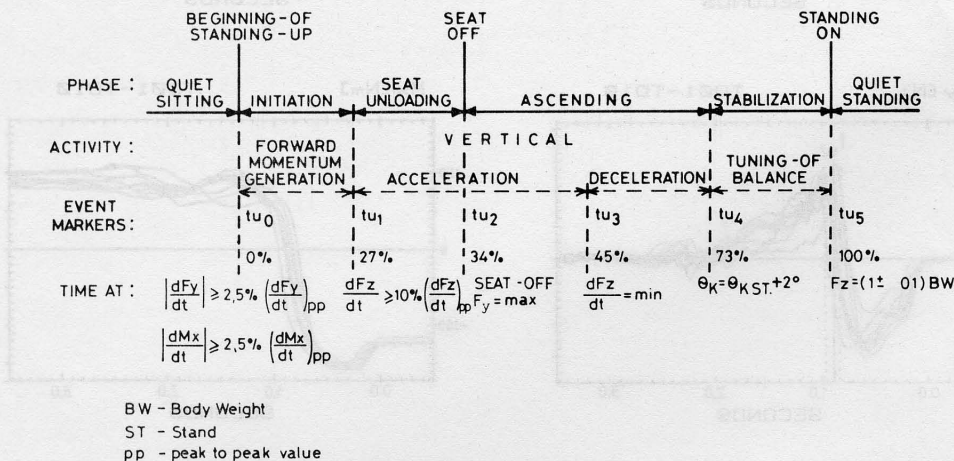 BEGINNING-OF STANDING-UP
SEAT OFF
STANDING ON
PHASE :
QUIET SITTING
INITIATION
SEAT UNLOADING
ASCENDING
STABILIZATION
QUIET STANDING
ACTIVITY :
VERTICAL
FORWARD MOMENTUM GENERATION
ACCELERATION
DECELERATION
TUNING-OF BALANCE
EVENT MARKERS:
tu0 tu1 tu2 tu3 tu4 tu5
0% 27% 34% 45% 73% 100%
TIME AT :
|dFy/dt| ≥ 2,5% (dFy/dt)pp
dFz/dt ≥10% (dFz/dt)pp
SEAT-OFF
Fy = max
dFz/dt = min
ΘK=ΘK ST.+2°
Fz=(1± 01)BW
|dMx/dt| ≥ 2,5% (dMx/dt)pp
BW - Body Weight
ST - Stand
pp - peak to peak value
SECONDS
SECONDS